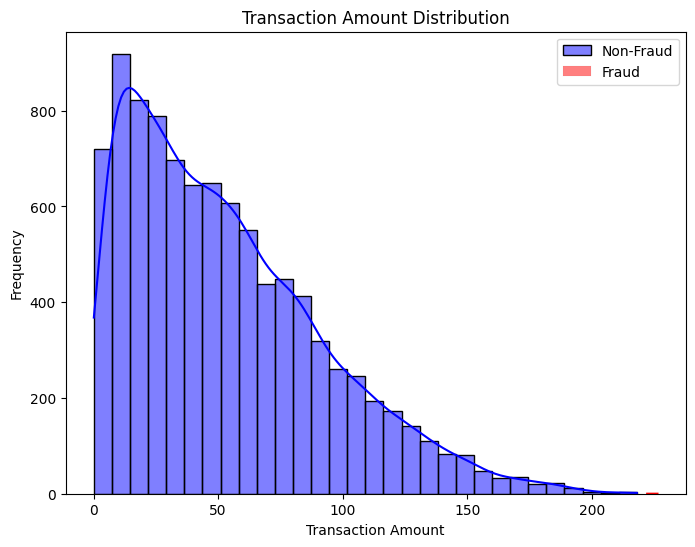 Transaction Amount Distribution
Non-Fraud
Fraud
Frequency
800
600
400
200
0
0 50 100 150 200
Transaction Amount